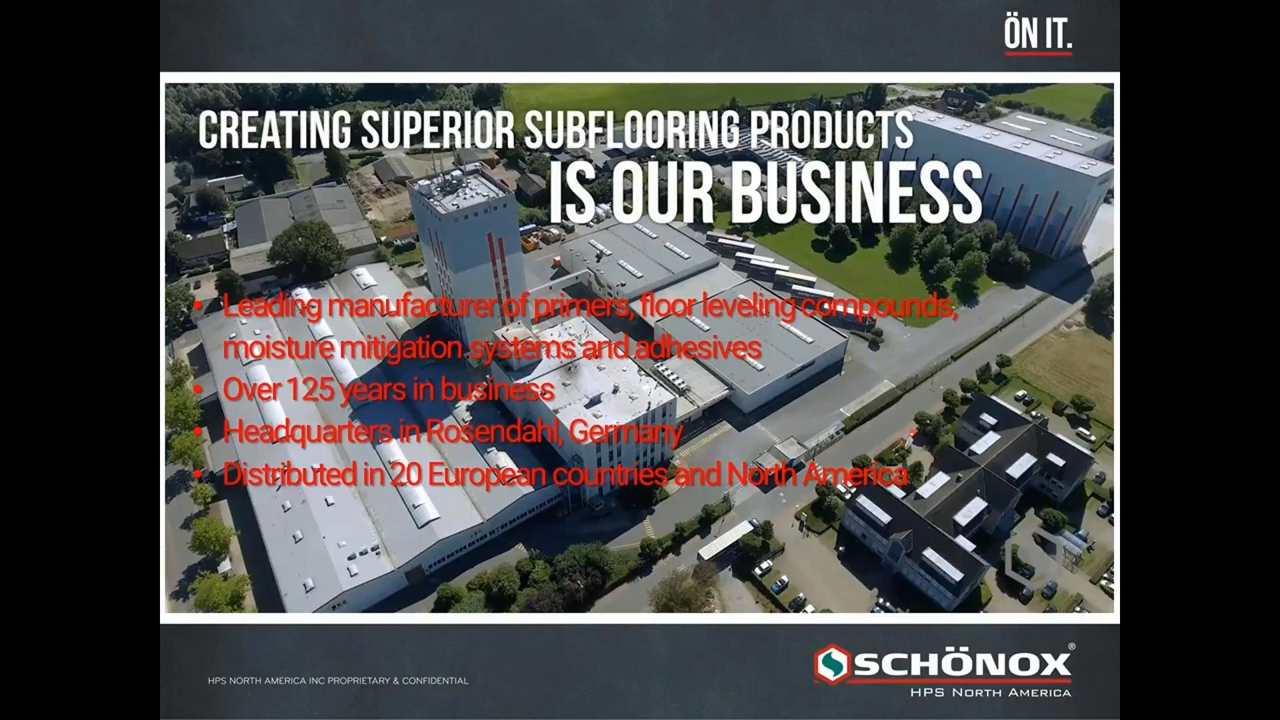 ÖN IT.
CREATING SUPERIOR SUBFLOORING PRODUCTS
IS OUR BUSINESS
• Leading manufacturer of primers, floor leveling compounds,
moisture mitigation systems and adhesives
• Over 125 years in business
• Headquarters in Rosendahl, Germany
• Distributed in 20 European countries and North America
HPS NORTH AMERICA INC PROPRIETARY & CONFIDENTIAL
SCHÖNOX®
HPS NORTH AMERICA